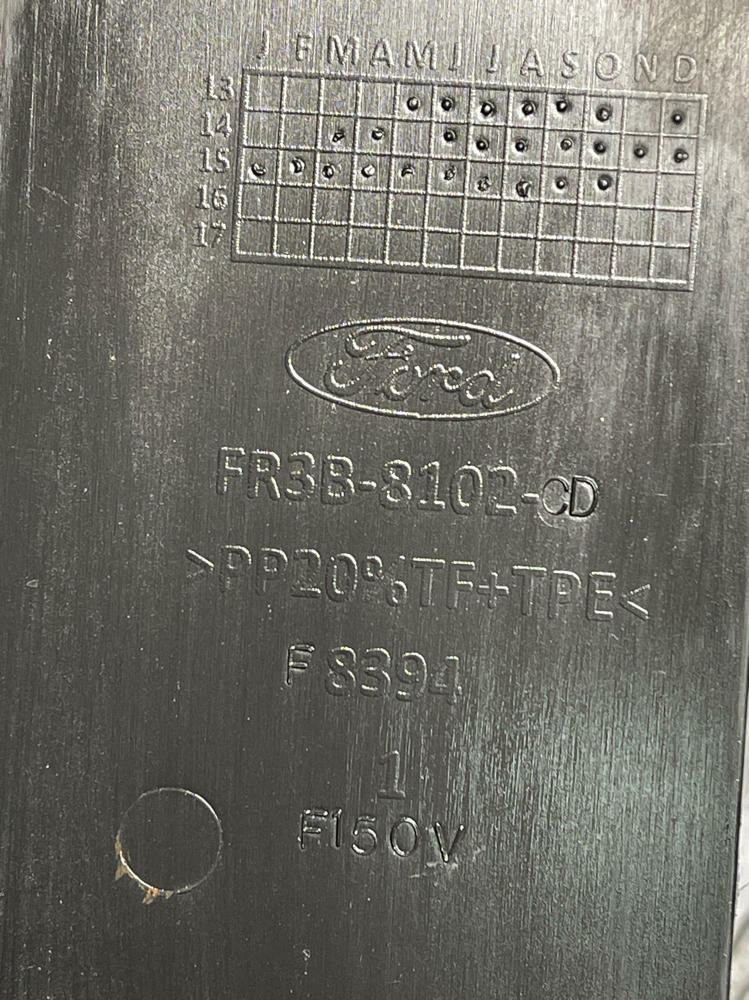 J F M A M J J A S O N D
13
14
15
16
17
Ford
FR3B-8102-CD
>PP20%TF+TPE<
F 8394
1
F150V